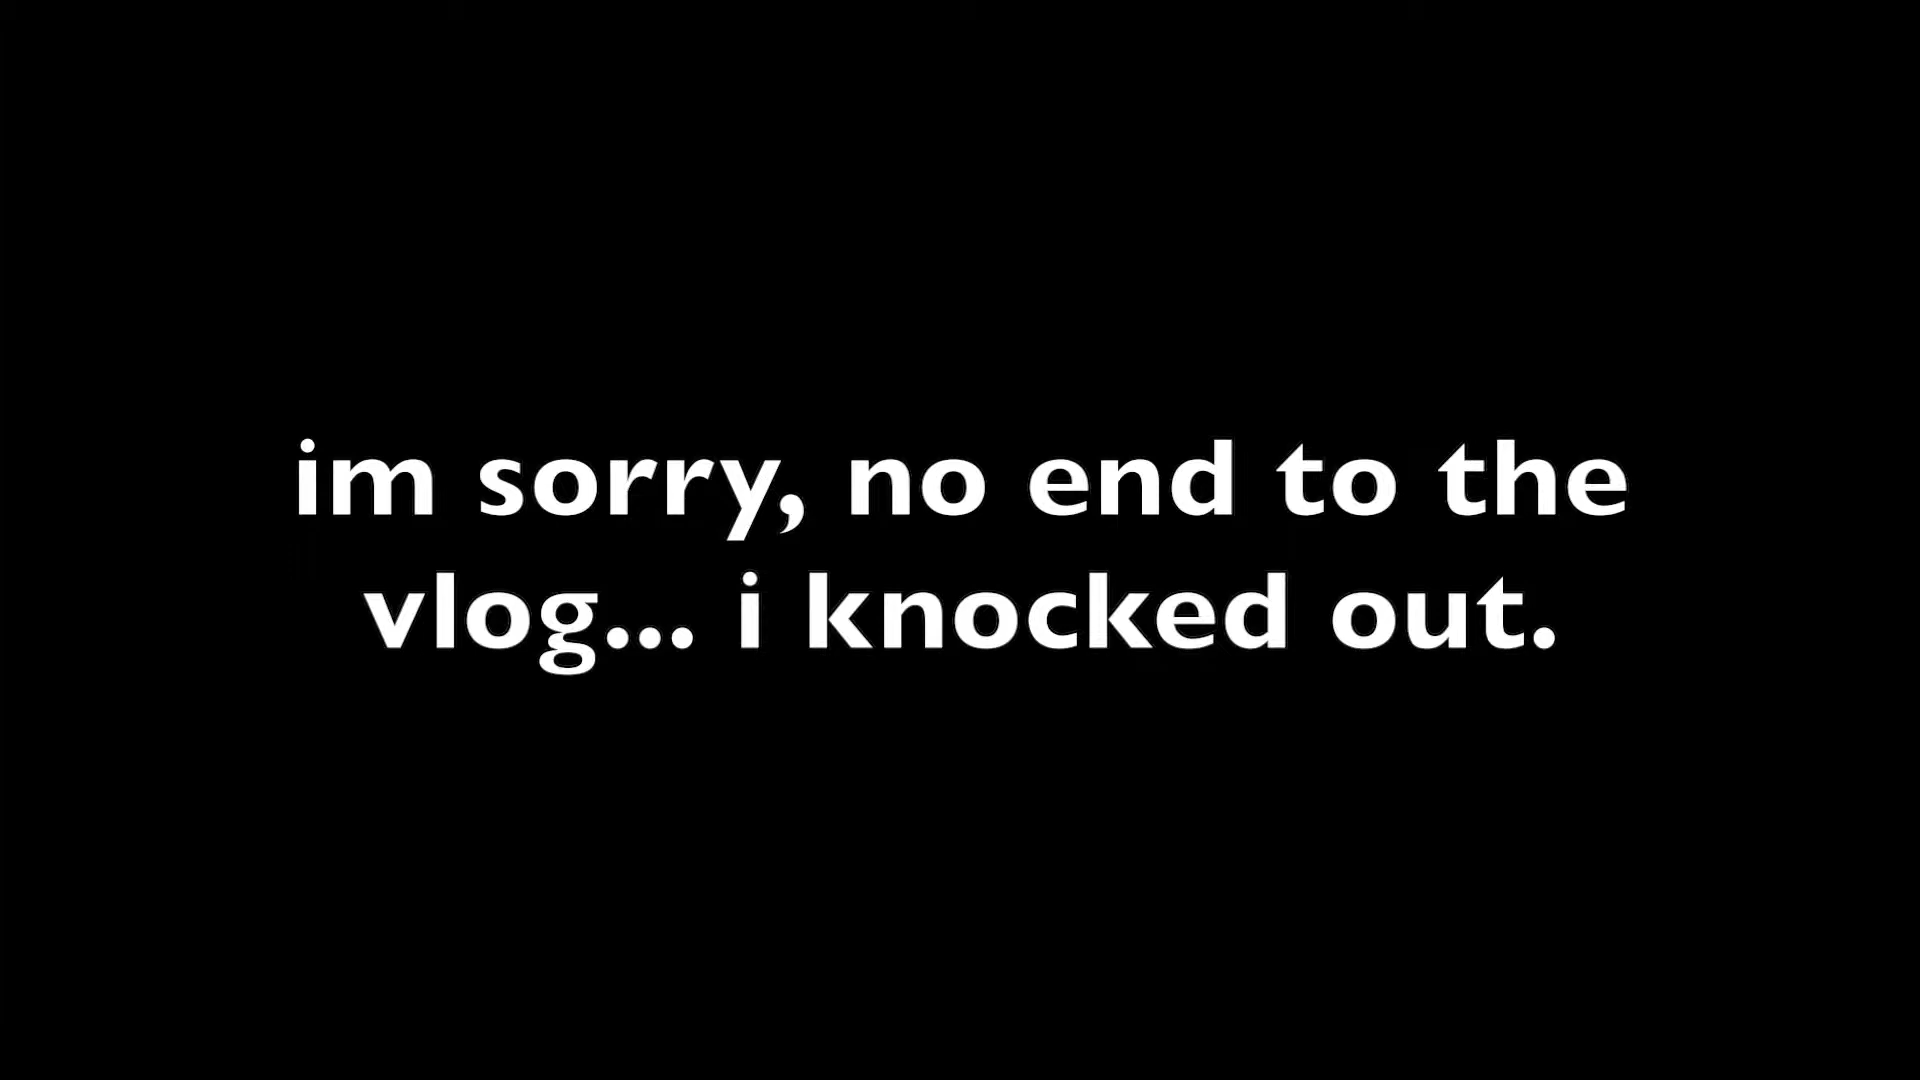 im sorry, no end to the
vlog... i knocked out.